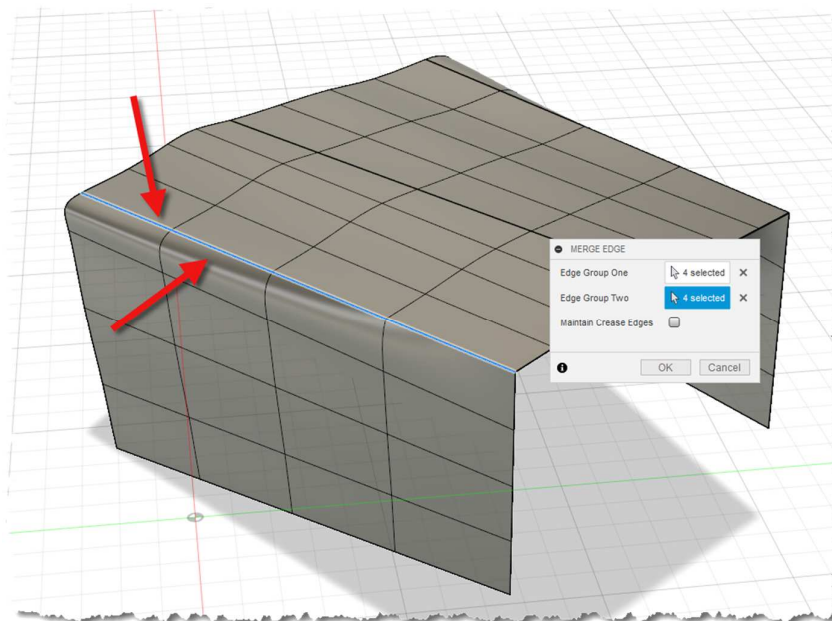 MERGE EDGE
Edge Group One 4 selected
Edge Group Two 4 selected
Maintain Crease Edges
OK Cancel